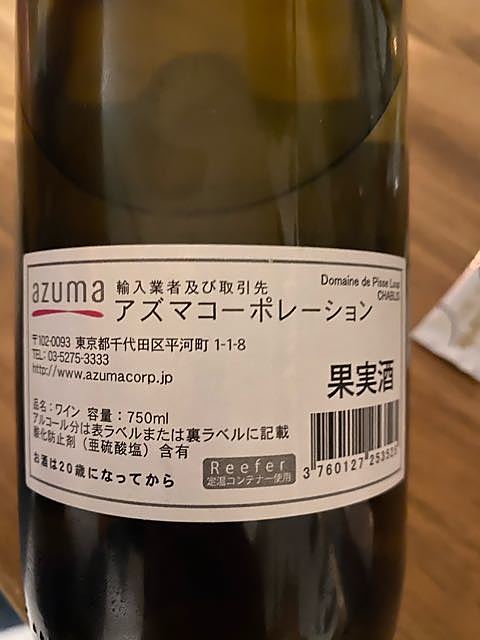 azuma
輸入業者及び取引先
アズマコーポレーション
Domaine de Pisse Loup
CHABLIS
〒102-0093 東京都千代田区平河町 1-1-8
TEL: 03-5275-3333
http://www.azumacorp.jp
果実酒
品名：ワイン 容量：750ml
アルコール分は表ラベルまたは裏ラベルに記載
酸化防止剤（亜硫酸塩）含有
お酒は20歳になってから
Reefer
定温コンテナー使用